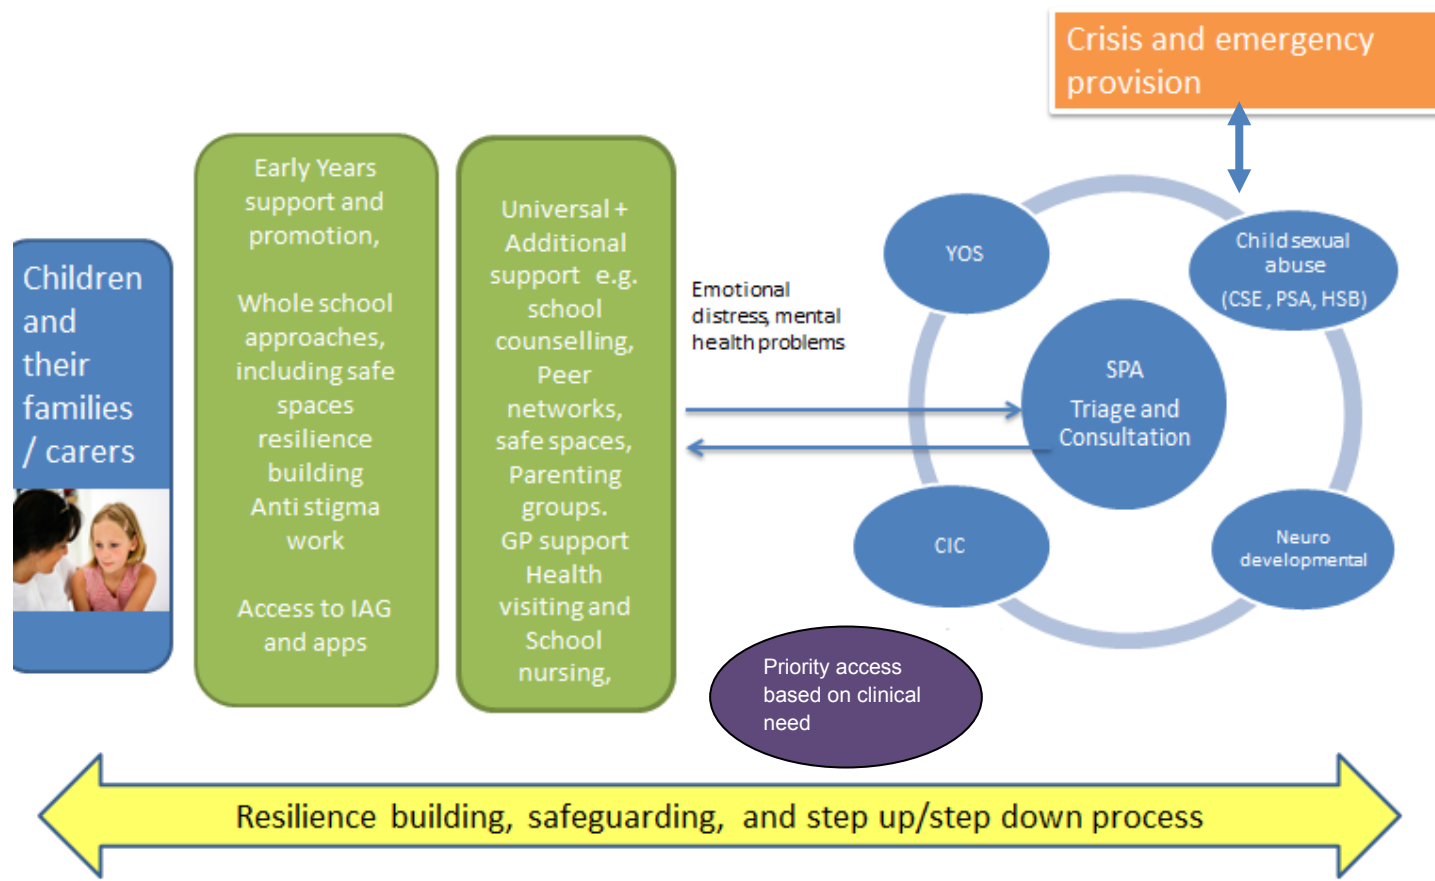 Crisis and emergency
provision
Children
and
their
families
/ carers
Early Years
support and
promotion,
Whole school
approaches,
including safe
spaces
resilience
building
Anti stigma
work
Access to IAG
and apps
Universal +
Additional
support e.g.
school
counselling,
Peer
networks,
safe spaces,
Parenting
groups.
GP support
Health
visiting and
School
nursing,
Emotional
distress, mental
health problems
YOS
Child sexual
abuse
(CSE , PSA, HSB)
SPA
Triage and
Consultation
CIC
Neuro
developmental
Priority access
based on clinical
need
Resilience building, safeguarding, and step up/step down process